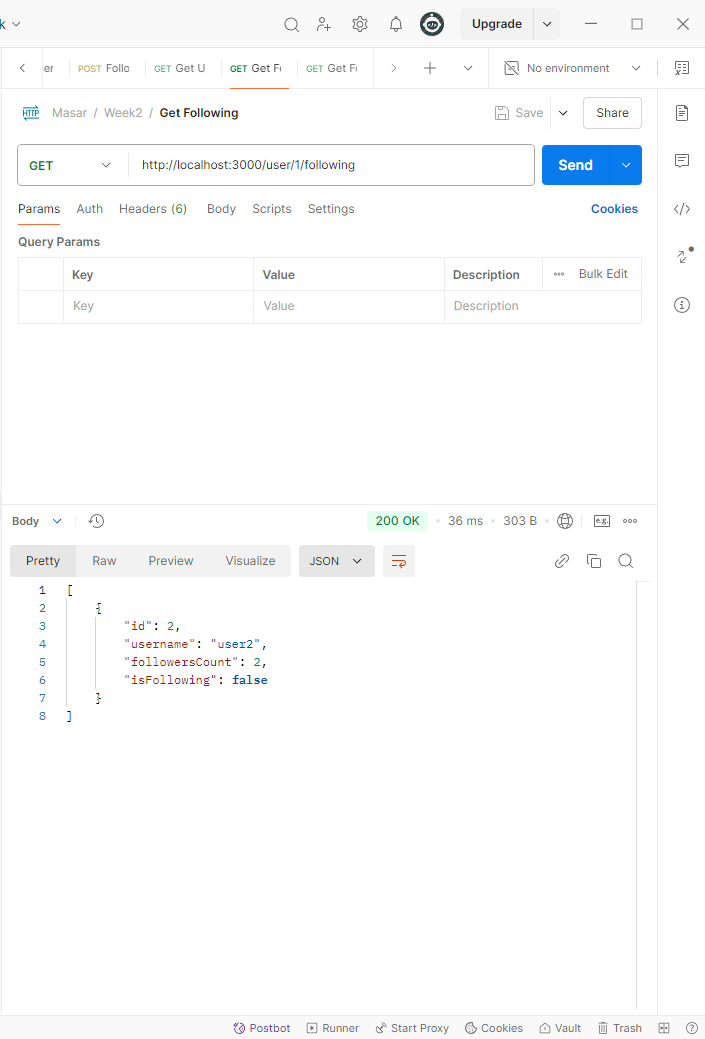 k
Upgrade
er POST Follo GET Get U GET Get F GET Get F No environment
HTTP Masar / Week2 / Get Following Save Share
GET http://localhost:3000/user/1/following Send
Params Auth Headers (6) Body Scripts Settings Cookies
Query Params
Key Value Description Bulk Edit
Key Value Description
Body 200 OK 36 ms 303 B e.g.
Pretty Raw Preview Visualize JSON
1 [
2 {
3 "id": 2,
4 "username": "user2",
5 "followersCount": 2,
6 "isFollowing": false
7 }
8 ]
Postbot Runner Start Proxy Cookies Vault Trash